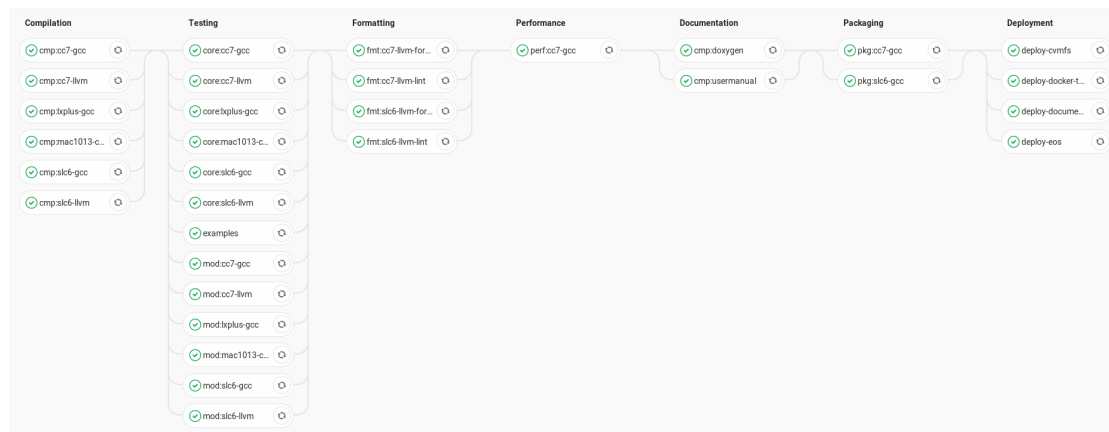 Compilation
cmp:cc7-gcc
cmp:cc7-llvm
cmp:lxplus-gcc
cmp:mac1013-c...
cmp:slc6-gcc
cmp:slc6-llvm
Testing
core:cc7-gcc
core:cc7-llvm
core:lxplus-gcc
core:mac1013-c...
core:slc6-gcc
core:slc6-llvm
examples
mod:cc7-gcc
mod:cc7-llvm
mod:lxplus-gcc
mod:mac1013-c...
mod:slc6-gcc
mod:slc6-llvm
Formatting
fmt:cc7-llvm-for...
fmt:cc7-llvm-lint
fmt:slc6-llvm-for...
fmt:slc6-llvm-lint
Performance
perf:cc7-gcc
Documentation
cmp:doxygen
cmp:usermanual
Packaging
pkg:cc7-gcc
pkg:slc6-gcc
Deployment
deploy-cvmfs
deploy-docker-t...
deploy-docume...
deploy-eos